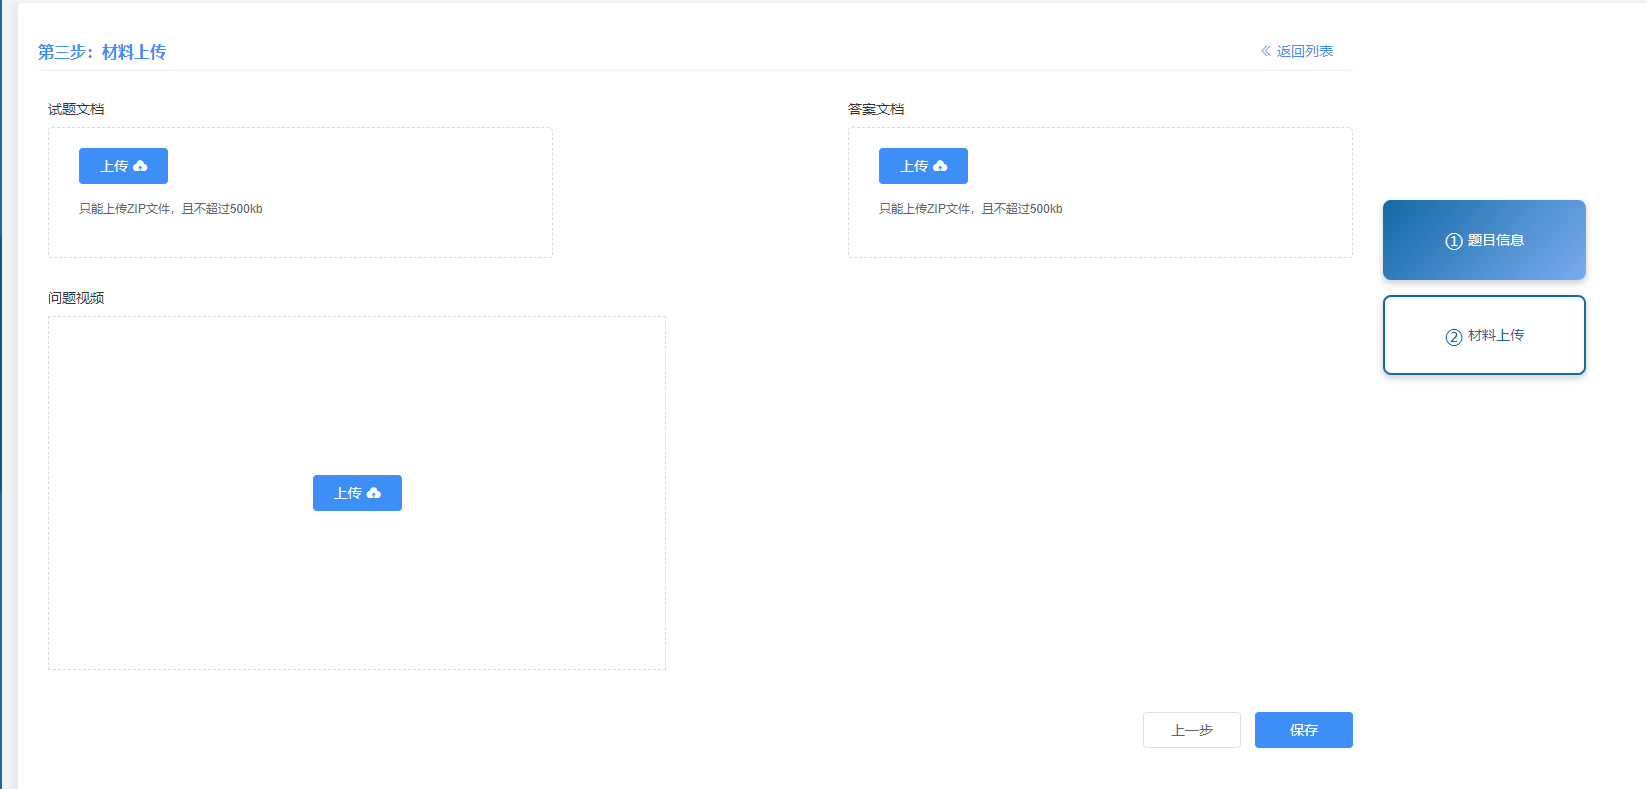 第三步：材料上传
返回列表
试题文档
答案文档
上传
上传
只能上传ZIP文件，且不超过500kb
只能上传ZIP文件，且不超过500kb
① 题目信息
② 材料上传
问题视频
上传
上一步
保存